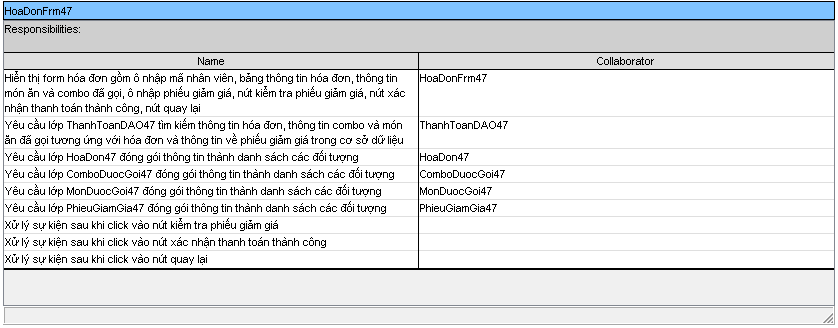 HoaDonFrm47
Responsibilities:
Name Collaborator
Hiển thị form hóa đơn gồm ô nhập mã nhân viên, bảng thông tin hóa đơn, thông tin HoaDonFrm47
món ăn và combo đã gọi, ô nhập phiếu giảm giá, nút kiểm tra phiếu giảm giá, nút xác
nhận thanh toán thành công, nút quay lại
Yêu cầu lớp ThanhToanDAO47 tìm kiếm thông tin hóa đơn, thông tin combo và món ThanhToanDAO47
ăn đã gọi tương ứng với hóa đơn và thông tin về phiếu giảm giá trong cơ sở dữ liệu
Yêu cầu lớp HoaDon47 đóng gói thông tin thành danh sách các đối tượng HoaDon47
Yêu cầu lớp ComboDuocGoi47 đóng gói thông tin thành danh sách các đối tượng ComboDuocGoi47
Yêu cầu lớp MonDuocGoi47 đóng gói thông tin thành danh sách các đối tượng MonDuocGoi47
Yêu cầu lớp PhieuGiamGia47 đóng gói thông tin thành danh sách các đối tượng PhieuGiamGia47
Xử lý sự kiện sau khi click vào nút kiểm tra phiếu giảm giá
Xử lý sự kiện sau khi click vào nút xác nhận thanh toán thành công
Xử lý sự kiện sau khi click vào nút quay lại